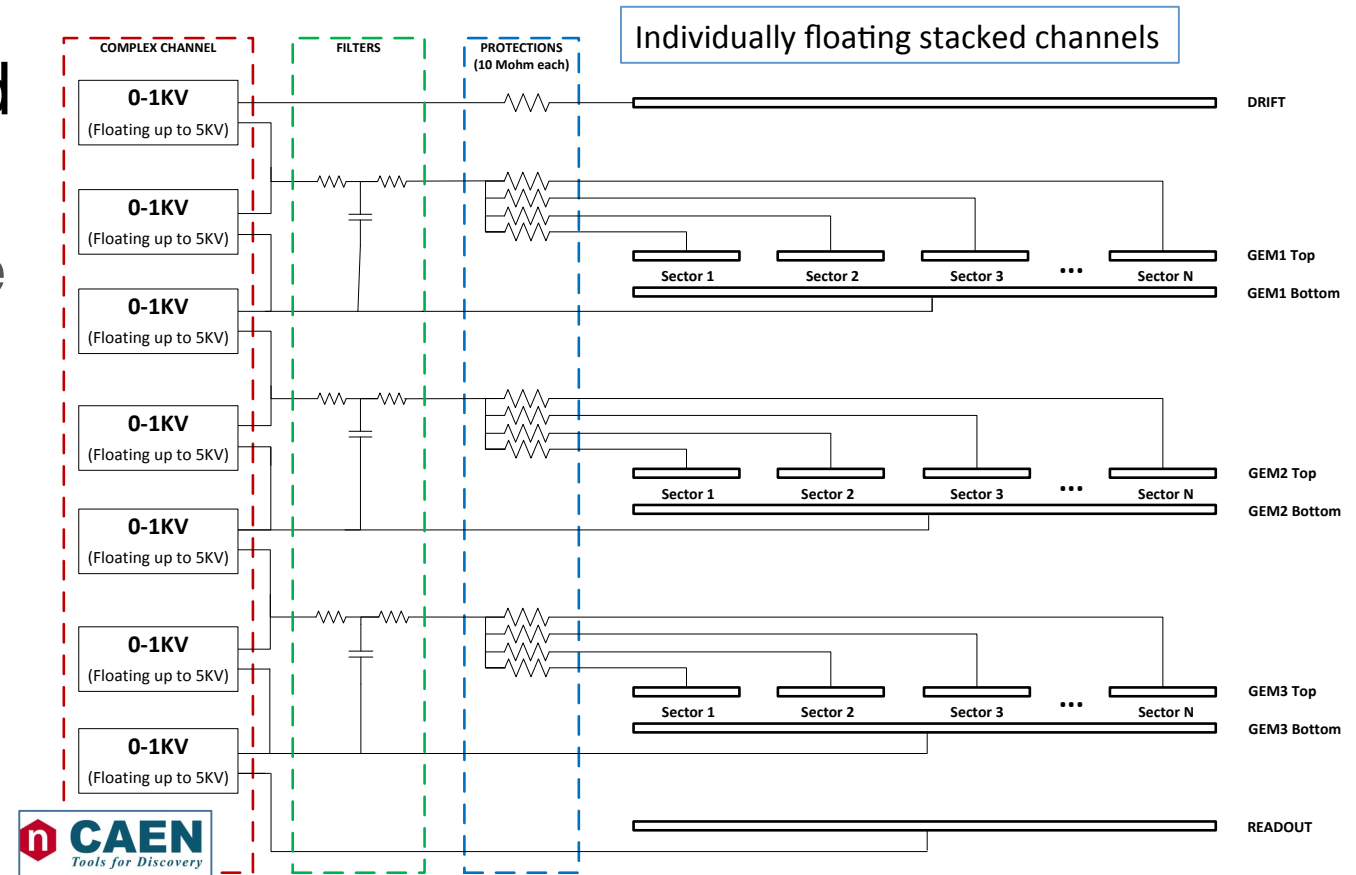 Individually floating stacked channels
COMPLEX CHANNEL
FILTERS
PROTECTIONS
(10 Mohm each)
0-1KV
(Floating up to 5KV)
DRIFT
0-1KV
(Floating up to 5KV)
GEM1 Top
Sector 1
Sector 2
Sector 3
...
Sector N
GEM1 Bottom
0-1KV
(Floating up to 5KV)
0-1KV
(Floating up to 5KV)
GEM2 Top
Sector 1
Sector 2
Sector 3
...
Sector N
GEM2 Bottom
0-1KV
(Floating up to 5KV)
0-1KV
(Floating up to 5KV)
GEM3 Top
Sector 1
Sector 2
Sector 3
...
Sector N
GEM3 Bottom
0-1KV
(Floating up to 5KV)
READOUT
n CAEN
Tools for Discovery